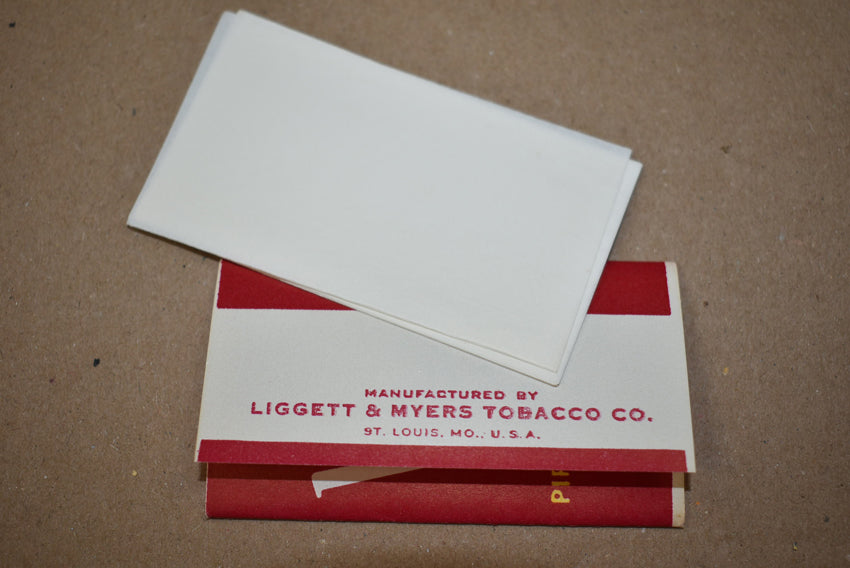 MANUFACTURED BY
LIGGETT & MYERS TOBACCO CO.
ST. LOUIS, MO., U.S.A.